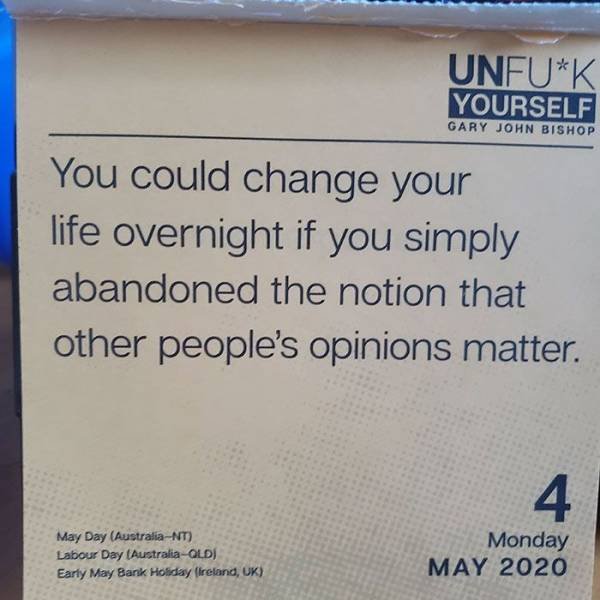 UNFU*K
YOURSELF
GARY JOHN BISHOP
You could change your
life overnight if you simply
abandoned the notion that
other people's opinions matter.
4
Monday
MAY 2020
May Day (Australia–NT)
Labour Day (Australia–QLD)
Early May Bank Holiday (Ireland, UK)